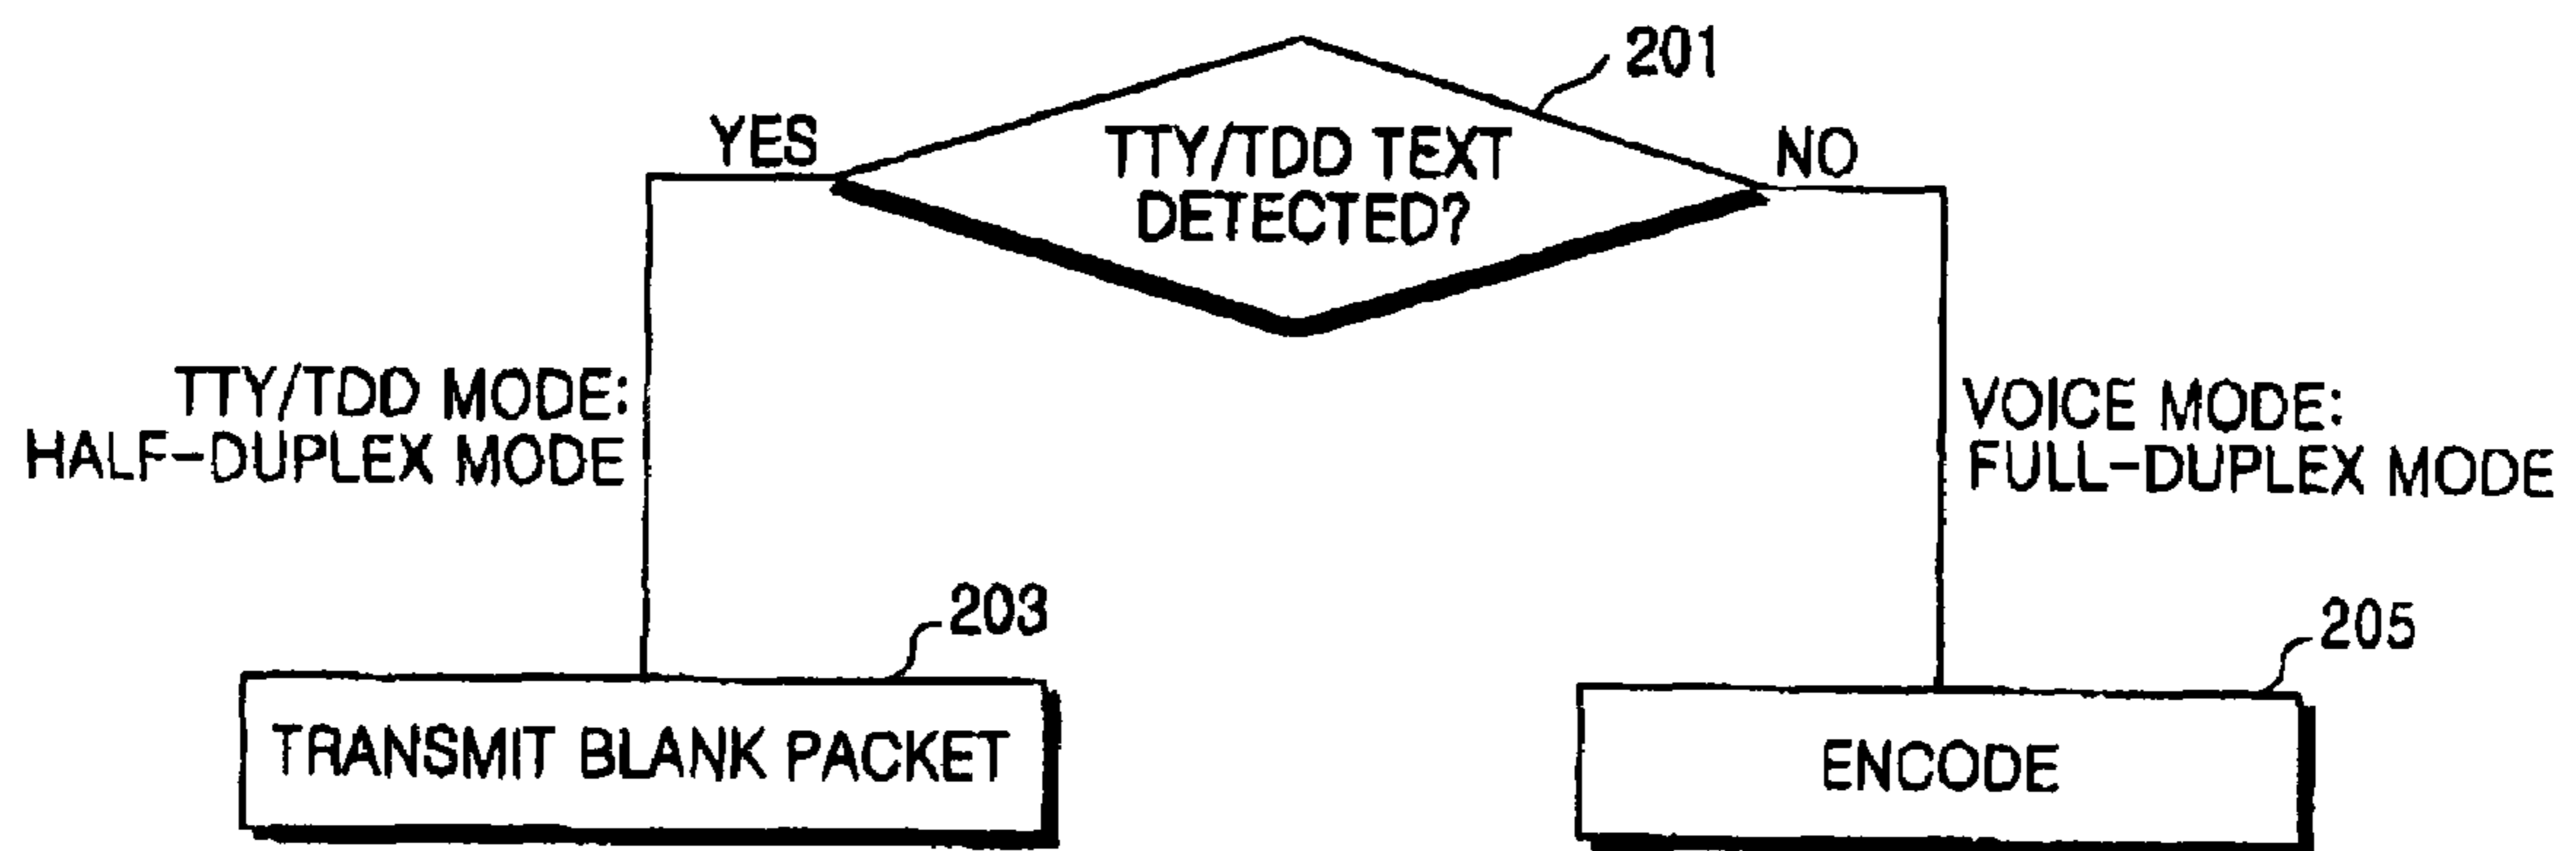 201
YES
TTY/TDD TEXT
DETECTED?
NO
TTY/TDD MODE:
HALF-DUPLEX MODE
VOICE MODE:
FULL-DUPLEX MODE
203
TRANSMIT BLANK PACKET
205
ENCODE